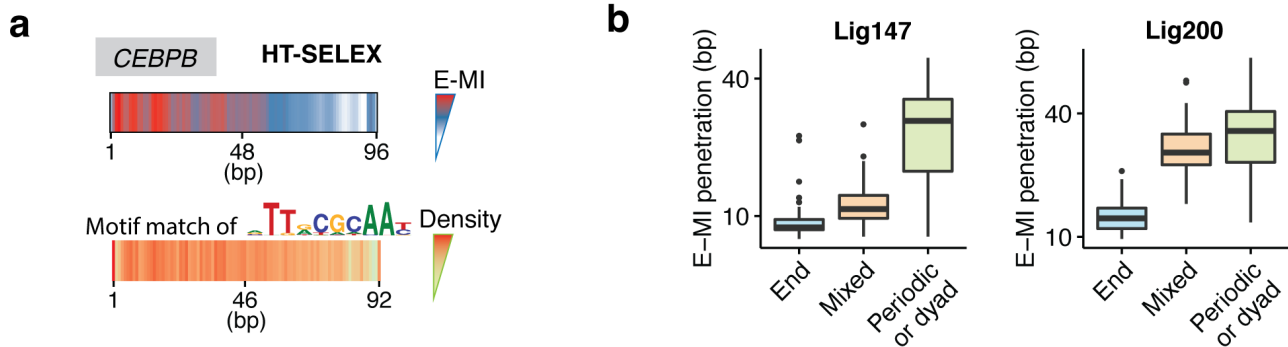 a
CEBPB
HT-SELEX
E-MI
1
48
96
(bp)
Motif match of
TT CGCAA
Density
1
46
92
(bp)
b
Lig147
E-MI penetration (bp)
40
10
End
Mixed
Periodic
or dyad
Lig200
E-MI penetration (bp)
40
10
End
Mixed
Periodic
or dyad